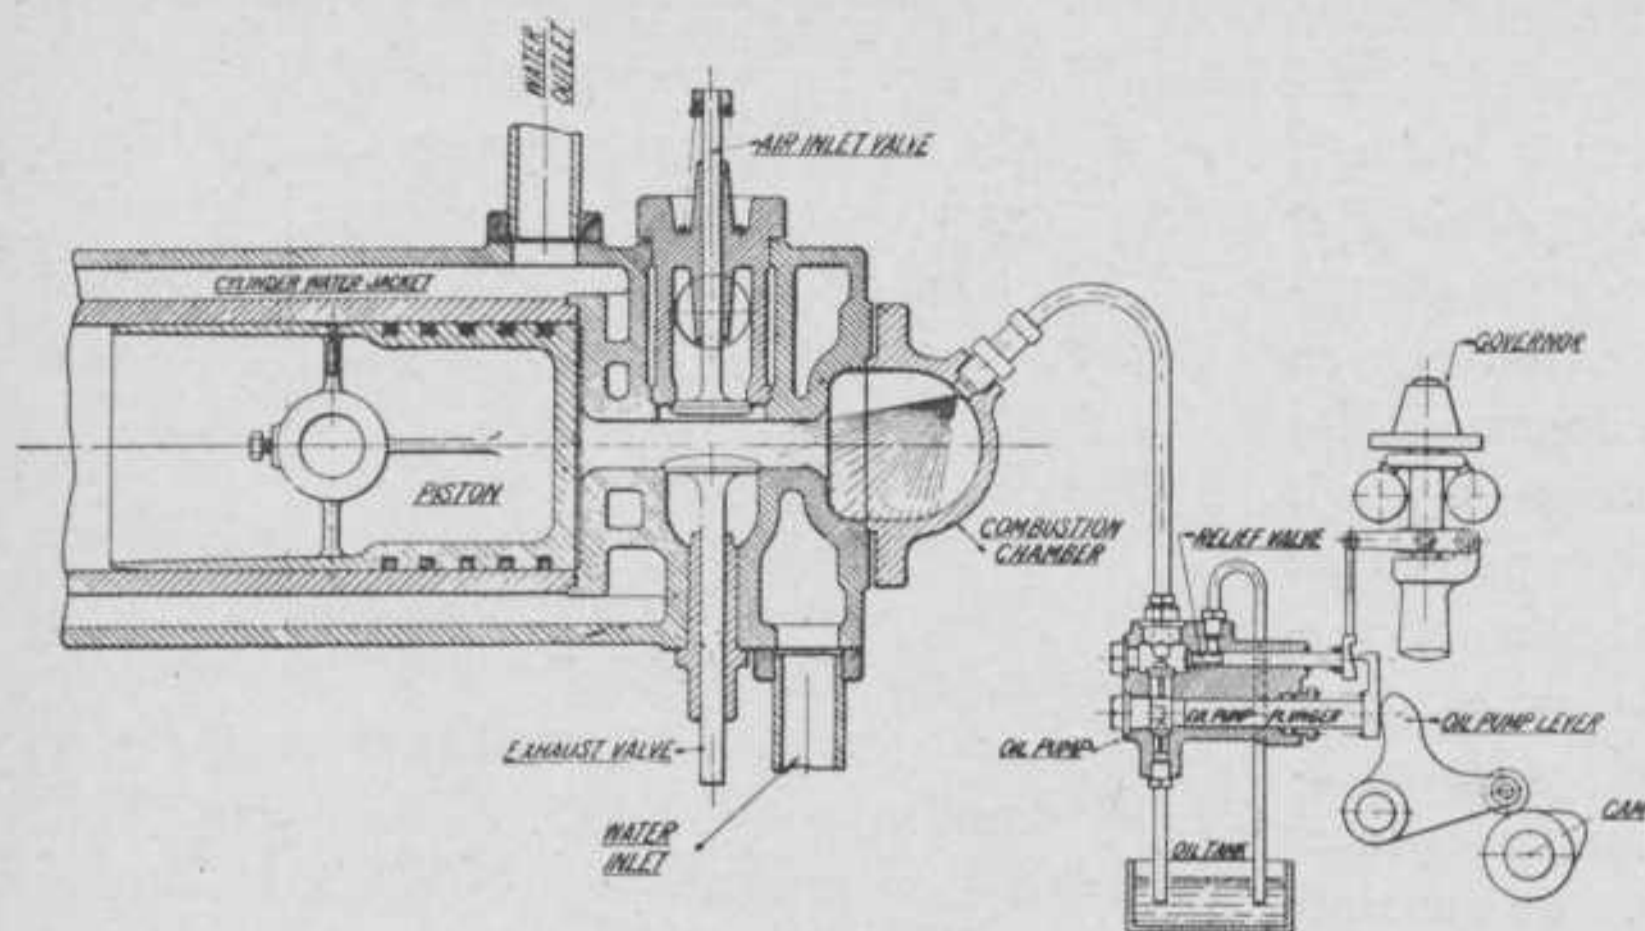 WATER
OUTLET
AIR INLET VALVE
CYLINDER WATER JACKET
GOVERNOR
PISTON
COMBUSTION
CHAMBER
RELIEF VALVE
OIL PUMP PLUNGER
OIL PUMP LEVER
OIL PUMP
EXHAUST VALVE
CAM
WATER
INLET
OIL TANK